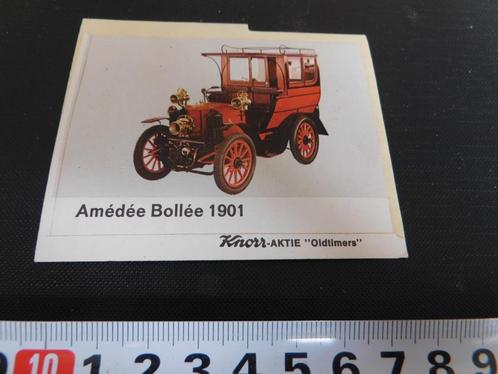 Amédée Bollée 1901
Knorr-AKTIE "Oldtimers"
10 1 2 3 4 5 6 7 8 9